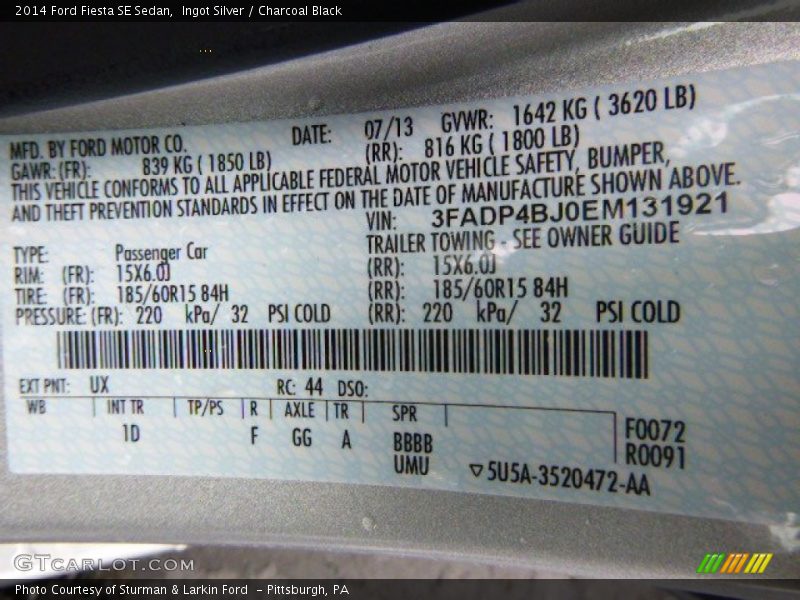 2014 Ford Fiesta SE Sedan,  Ingot Silver / Charcoal Black
MFD. BY FORD MOTOR CO. DATE: 07/13 GVWR: 1642 KG ( 3620 LB)
GAWR: (FR): 839 KG ( 1850 LB) (RR): 816 KG ( 1800 LB)
THIS VEHICLE CONFORMS TO ALL APPLICABLE FEDERAL MOTOR VEHICLE SAFETY, BUMPER,
AND THEFT PREVENTION STANDARDS IN EFFECT ON THE DATE OF MANUFACTURE SHOWN ABOVE.
VIN: 3FADP4BJ0EM131921
TYPE: Passenger Car TRAILER TOWING - SEE OWNER GUIDE
RIM: (FR): 15X6.0J (RR): 15X6.0J
TIRE: (FR): 185/60R15 84H (RR): 185/60R15 84H
PRESSURE: (FR): 220 kPa/ 32 PSI COLD (RR): 220 kPa/ 32 PSI COLD
EXT PNT: UX RC: 44 DSO:
WB INT TR TP/PS R AXLE TR SPR
1D F GG A BBBB F0072
UMU R0091
▽5U5A-3520472-AA
GTCARLOT.COM
Photo Courtesy of Sturman & Larkin Ford  - Pittsburgh, PA